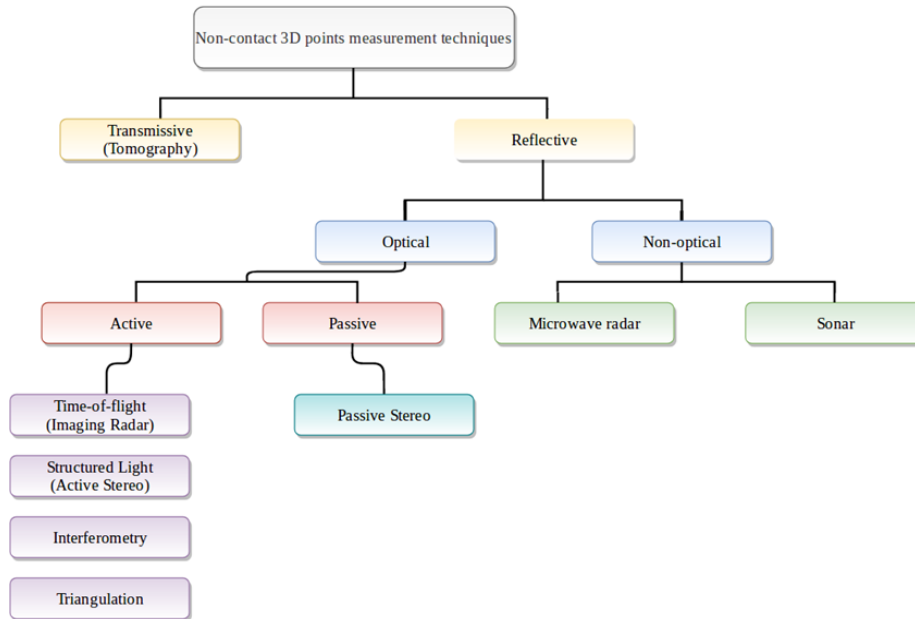 Non-contact 3D points measurement techniques
Transmissive
(Tomography)
Reflective
Optical
Non-optical
Active
Passive
Microwave radar
Sonar
Time-of-flight
(Imaging Radar)
Passive Stereo
Structured Light
(Active Stereo)
Interferometry
Triangulation